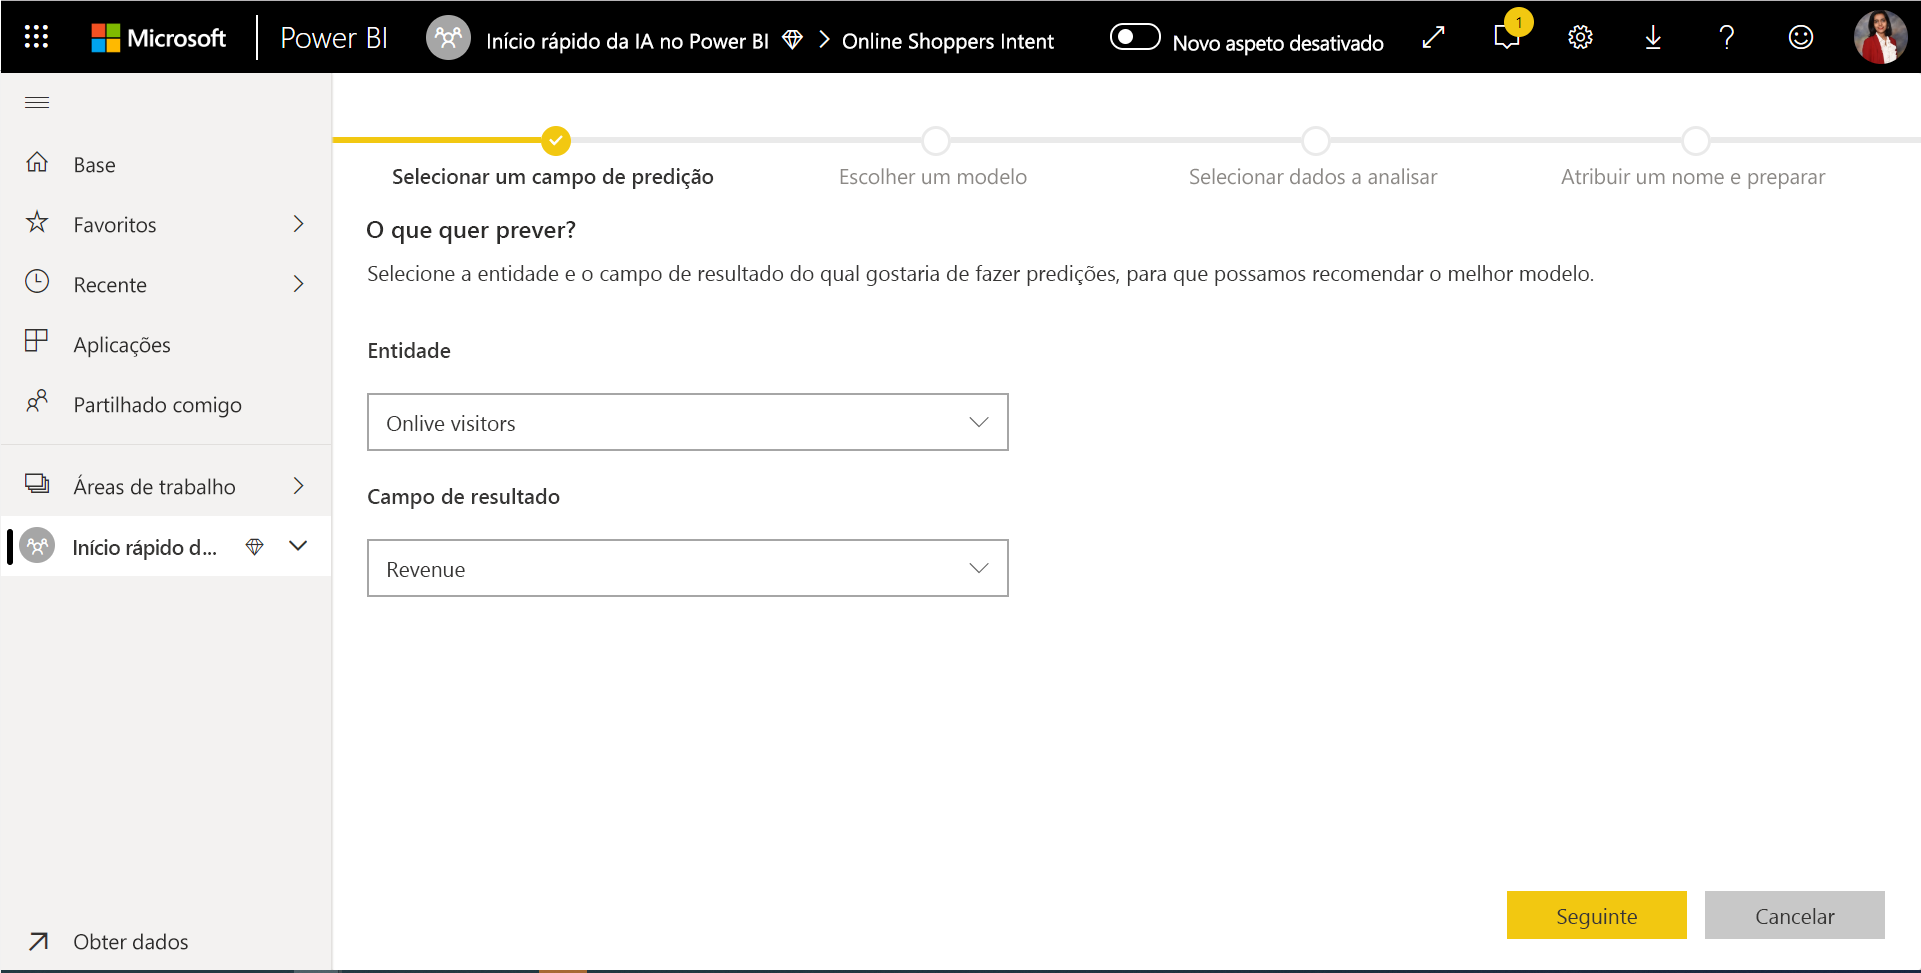 Microsoft Power BI Início rápido da IA no Power BI Online Shoppers Intent Novo aspeto desativado 1
Base
Favoritos
Recente
Aplicações
Partilhado comigo
Áreas de trabalho
Início rápido d...
Obter dados
Selecionar um campo de predição Escolher um modelo Selecionar dados a analisar Atribuir um nome e preparar
O que quer prever?
Selecione a entidade e o campo de resultado do qual gostaria de fazer predições, para que possamos recomendar o melhor modelo.
Entidade
Onlive visitors
Campo de resultado
Revenue
Seguinte Cancelar